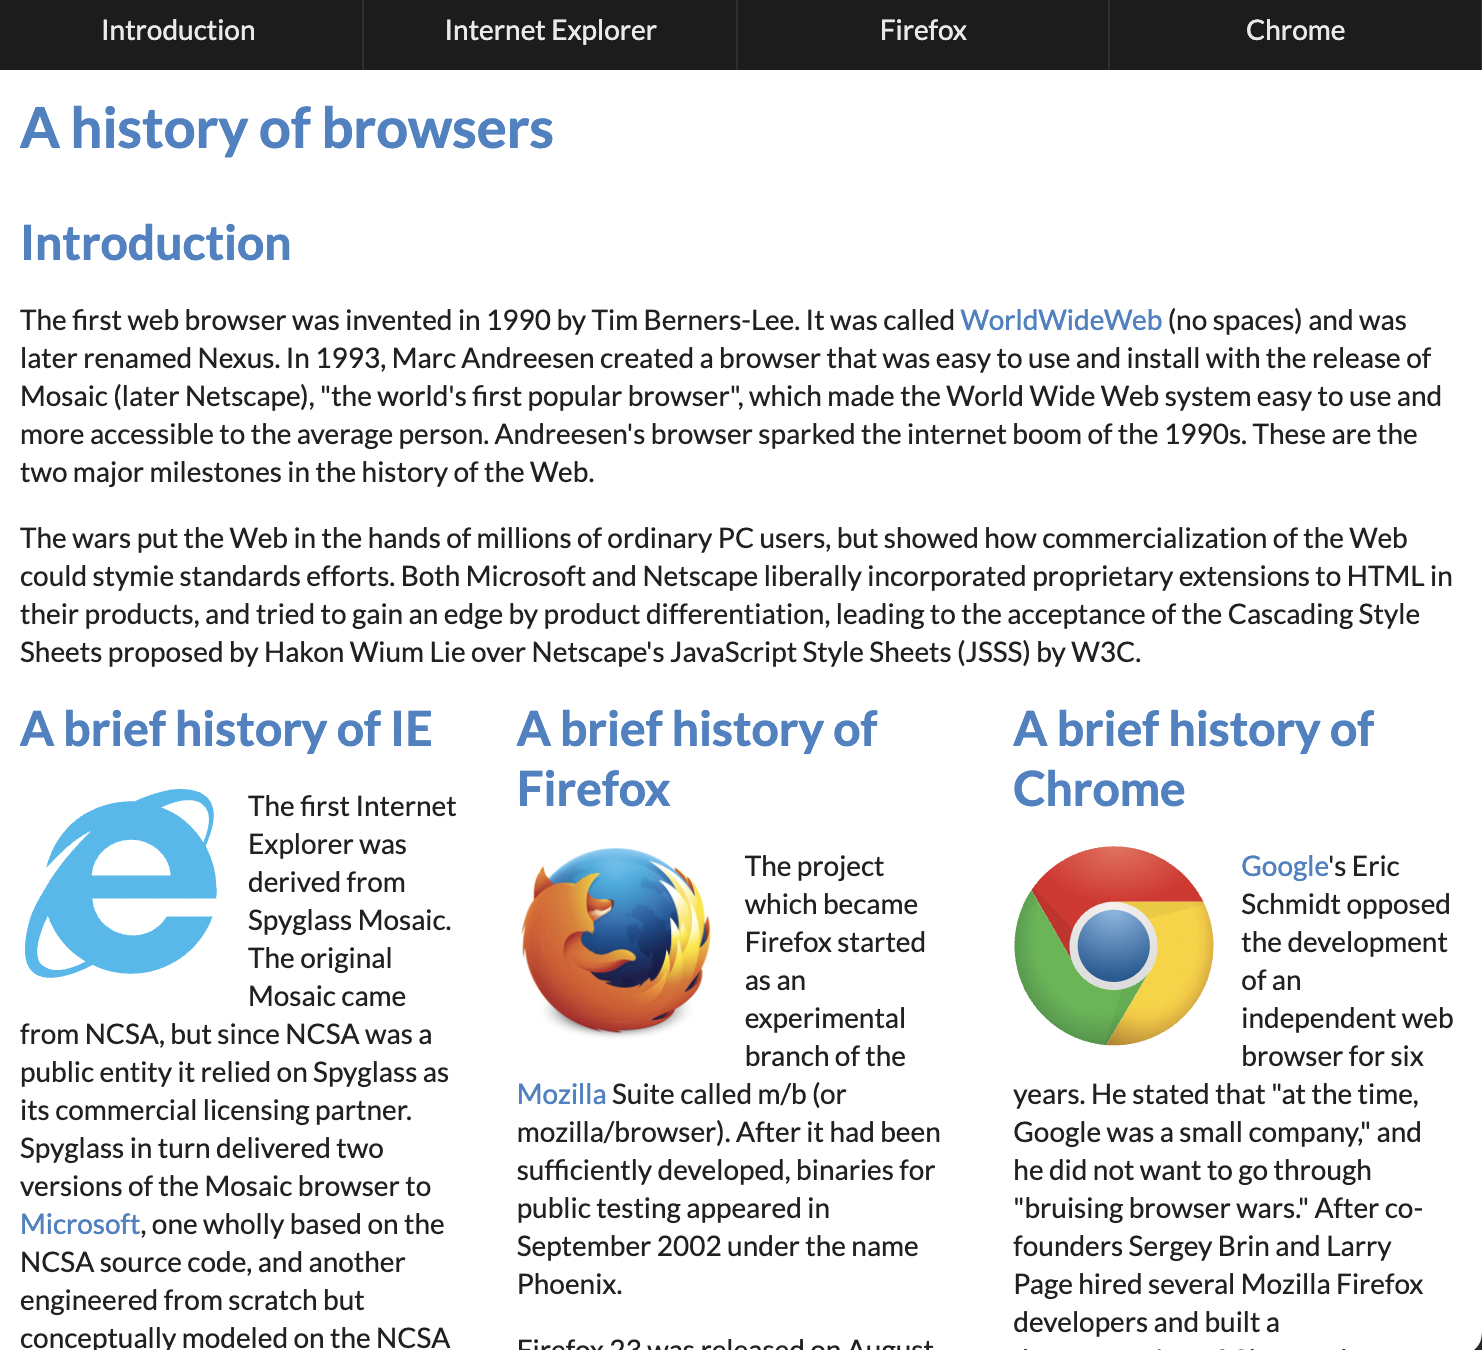 Introduction
Internet Explorer
Firefox
Chrome
A history of browsers
Introduction
The first web browser was invented in 1990 by Tim Berners-Lee. It was called WorldWideWeb (no spaces) and was
later renamed Nexus. In 1993, Marc Andreesen created a browser that was easy to use and install with the release of
Mosaic (later Netscape), "the world's first popular browser", which made the World Wide Web system easy to use and
more accessible to the average person. Andreesen's browser sparked the internet boom of the 1990s. These are the
two major milestones in the history of the Web.
The wars put the Web in the hands of millions of ordinary PC users, but showed how commercialization of the Web
could stymie standards efforts. Both Microsoft and Netscape liberally incorporated proprietary extensions to HTML in
their products, and tried to gain an edge by product differentiation, leading to the acceptance of the Cascading Style
Sheets proposed by Hakon Wium Lie over Netscape's JavaScript Style Sheets (JSSS) by W3C.
A brief history of IE
The first Internet
Explorer was
derived from
Spyglass Mosaic.
The original
Mosaic came
from NCSA, but since NCSA was a
public entity it relied on Spyglass as
its commercial licensing partner.
Spyglass in turn delivered two
versions of the Mosaic browser to
Microsoft, one wholly based on the
NCSA source code, and another
engineered from scratch but
conceptually modeled on the NCSA
A brief history of
Firefox
The project
which became
Firefox started
as an
experimental
branch of the
Mozilla Suite called m/b (or
mozilla/browser). After it had been
sufficiently developed, binaries for
public testing appeared in
September 2002 under the name
Phoenix.
Firefox 23 was released on August
A brief history of
Chrome
Google's Eric
Schmidt opposed
the development
of an
independent web
browser for six
years. He stated that "at the time,
Google was a small company," and
he did not want to go through
"bruising browser wars." After co-
founders Sergey Brin and Larry
Page hired several Mozilla Firefox
developers and built a